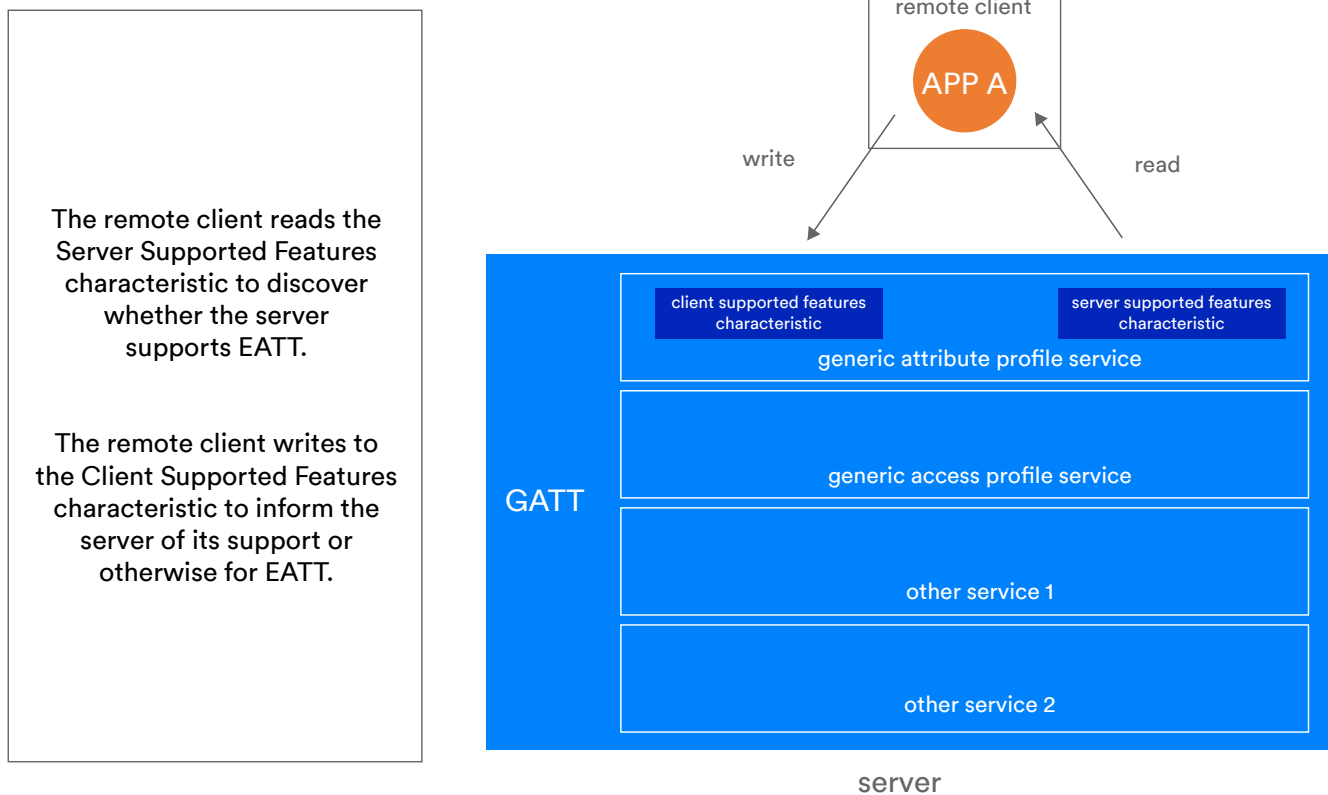 The remote client reads the
Server Supported Features
characteristic to discover
whether the server
supports EATT.
The remote client writes to
the Client Supported Features
characteristic to inform the
server of its support or
otherwise for EATT.
remote client
APP A
write
read
client supported features
characteristic
server supported features
characteristic
generic attribute profile service
generic access profile service
GATT
other service 1
other service 2
server